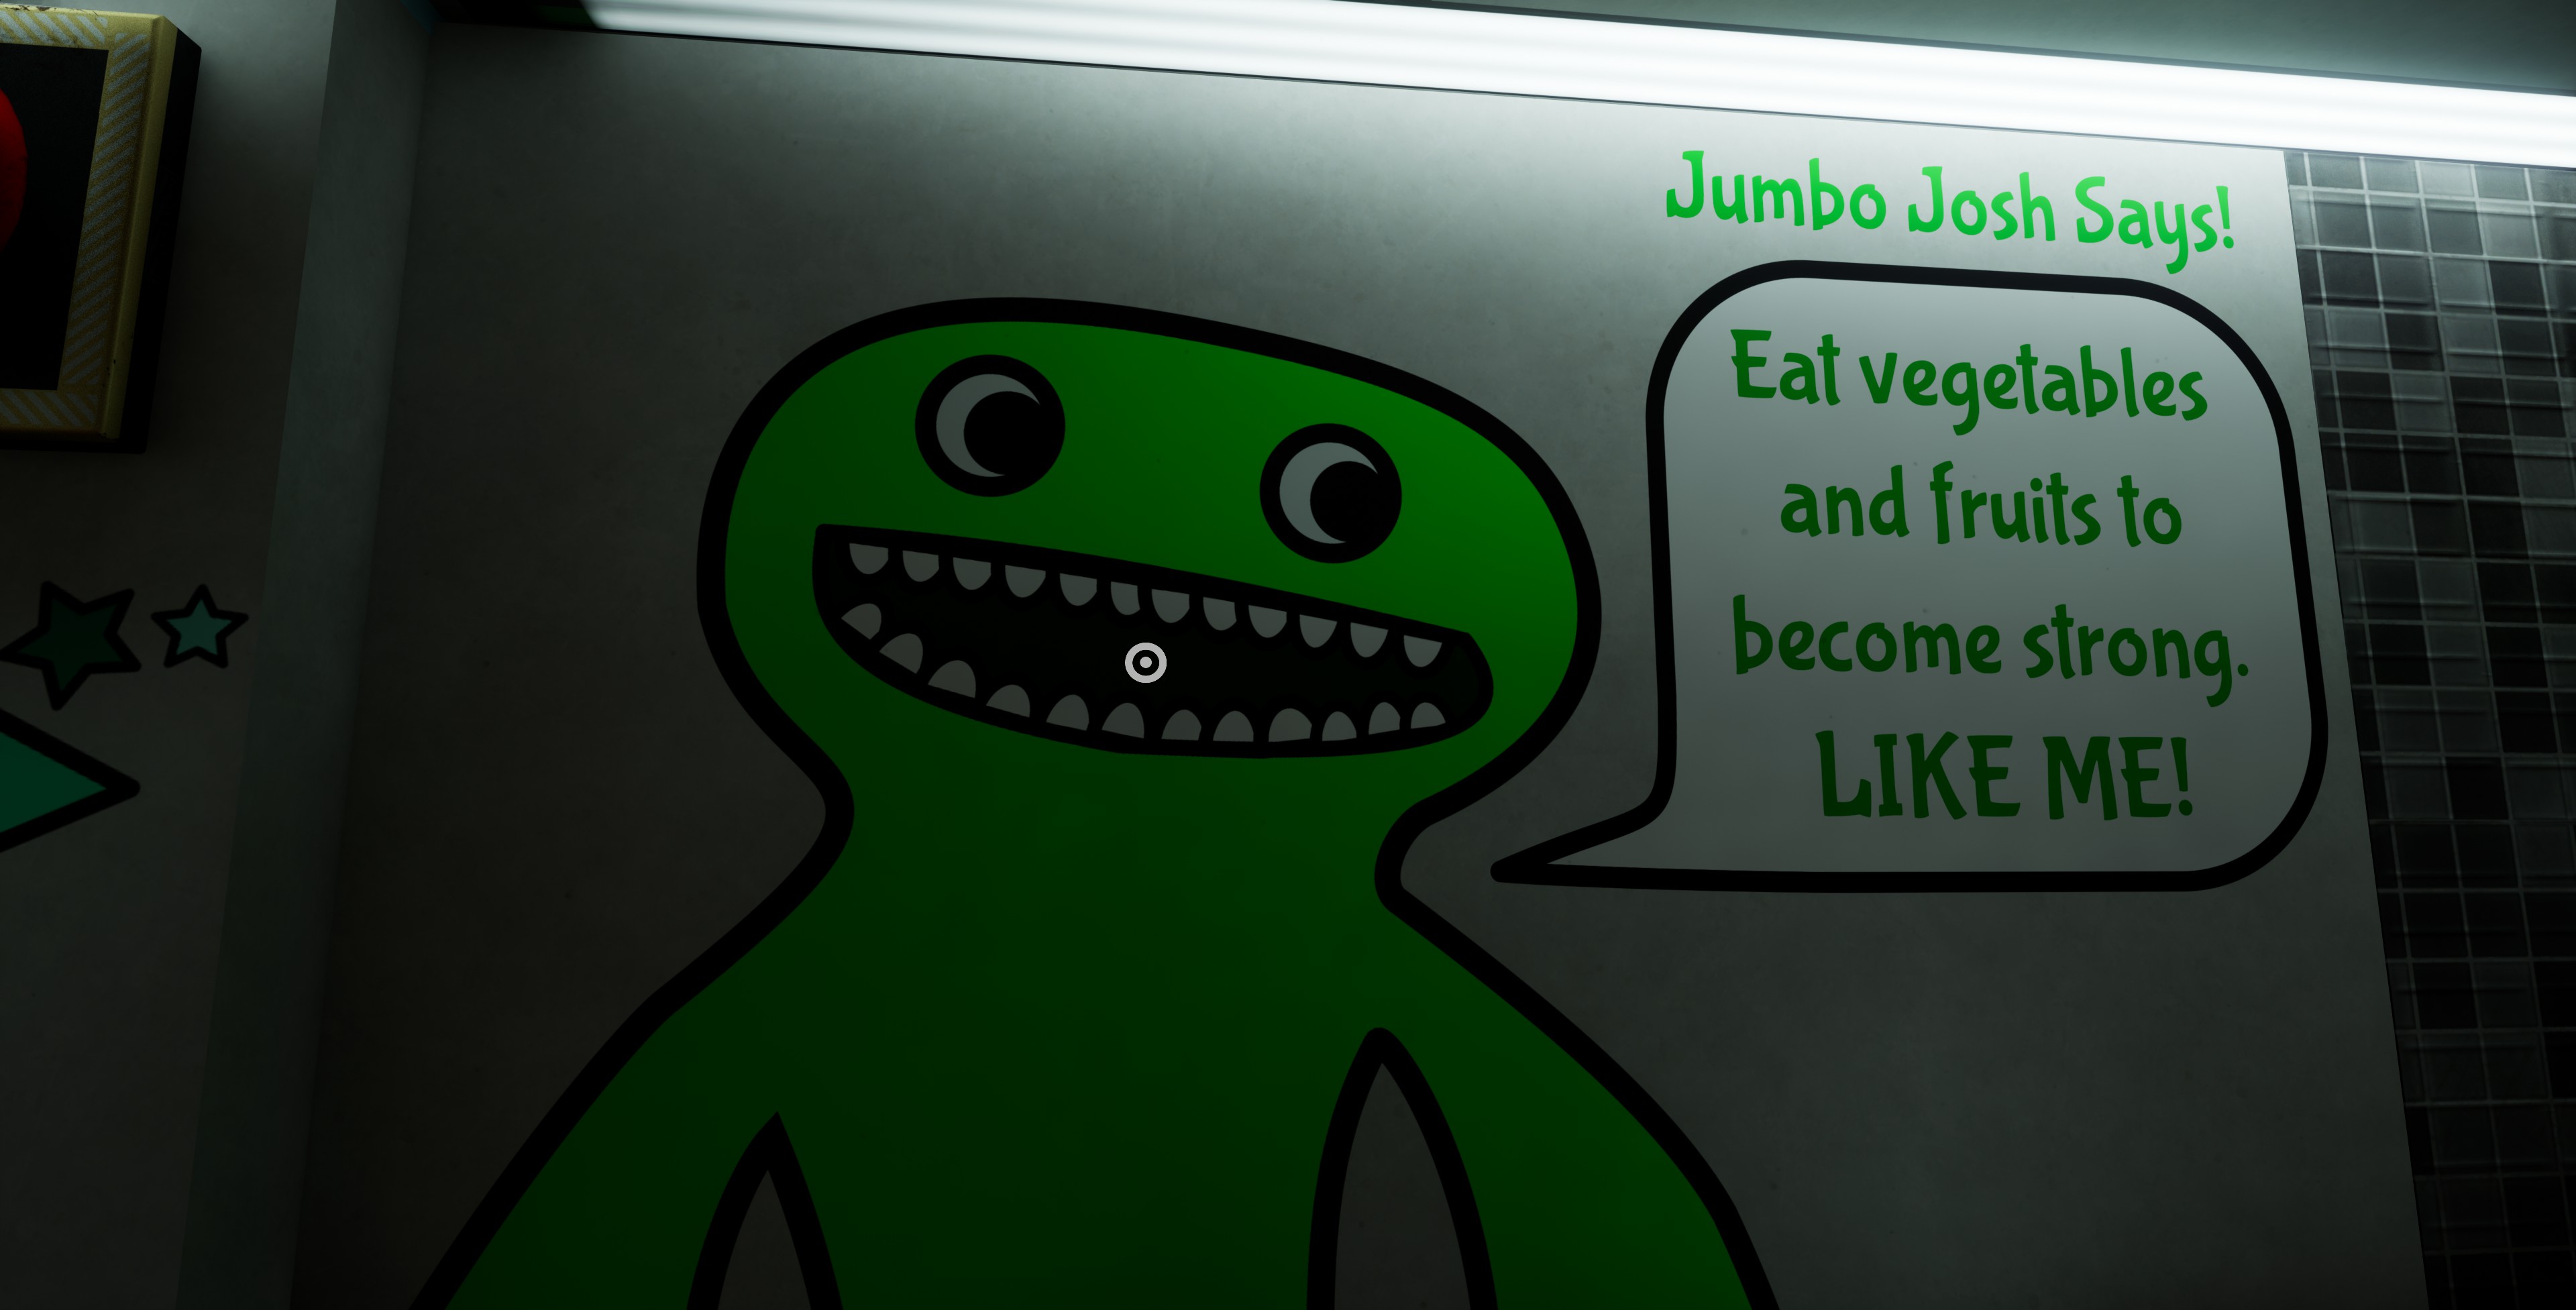 Jumbo Josh Says!
Eat vegetables
and fruits to
become strong.
LIKE ME!